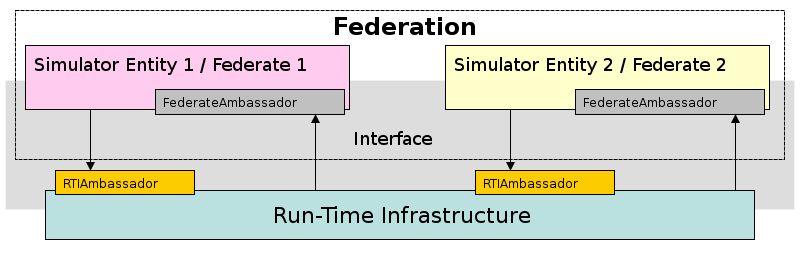 Federation
Simulator Entity 1 / Federate 1
Simulator Entity 2 / Federate 2
FederateAmbassador
FederateAmbassador
Interface
RTIAmbassador
RTIAmbassador
Run-Time Infrastructure